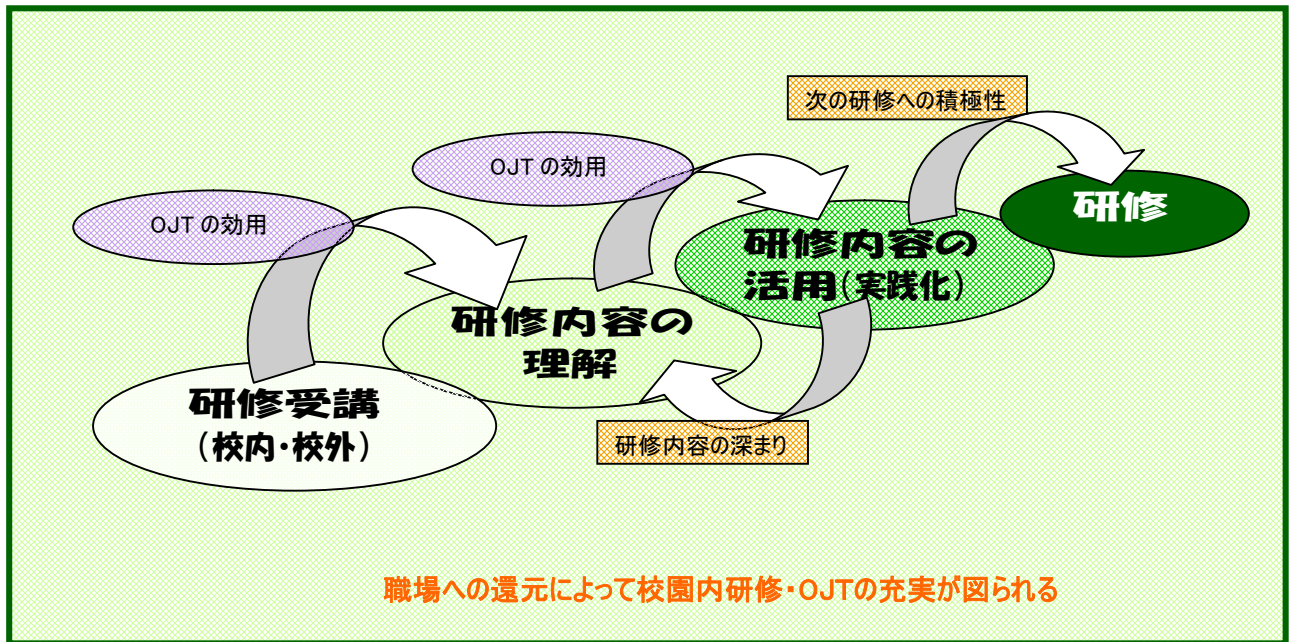 次の研修への積極性
OJT の効用
研修
OJT の効用
研修内容の
活用(実践化)
研修内容の
理解
研修受講
(校内・校外)
研修内容の深まり
職場への還元によって校園内研修・OJTの充実が図られる